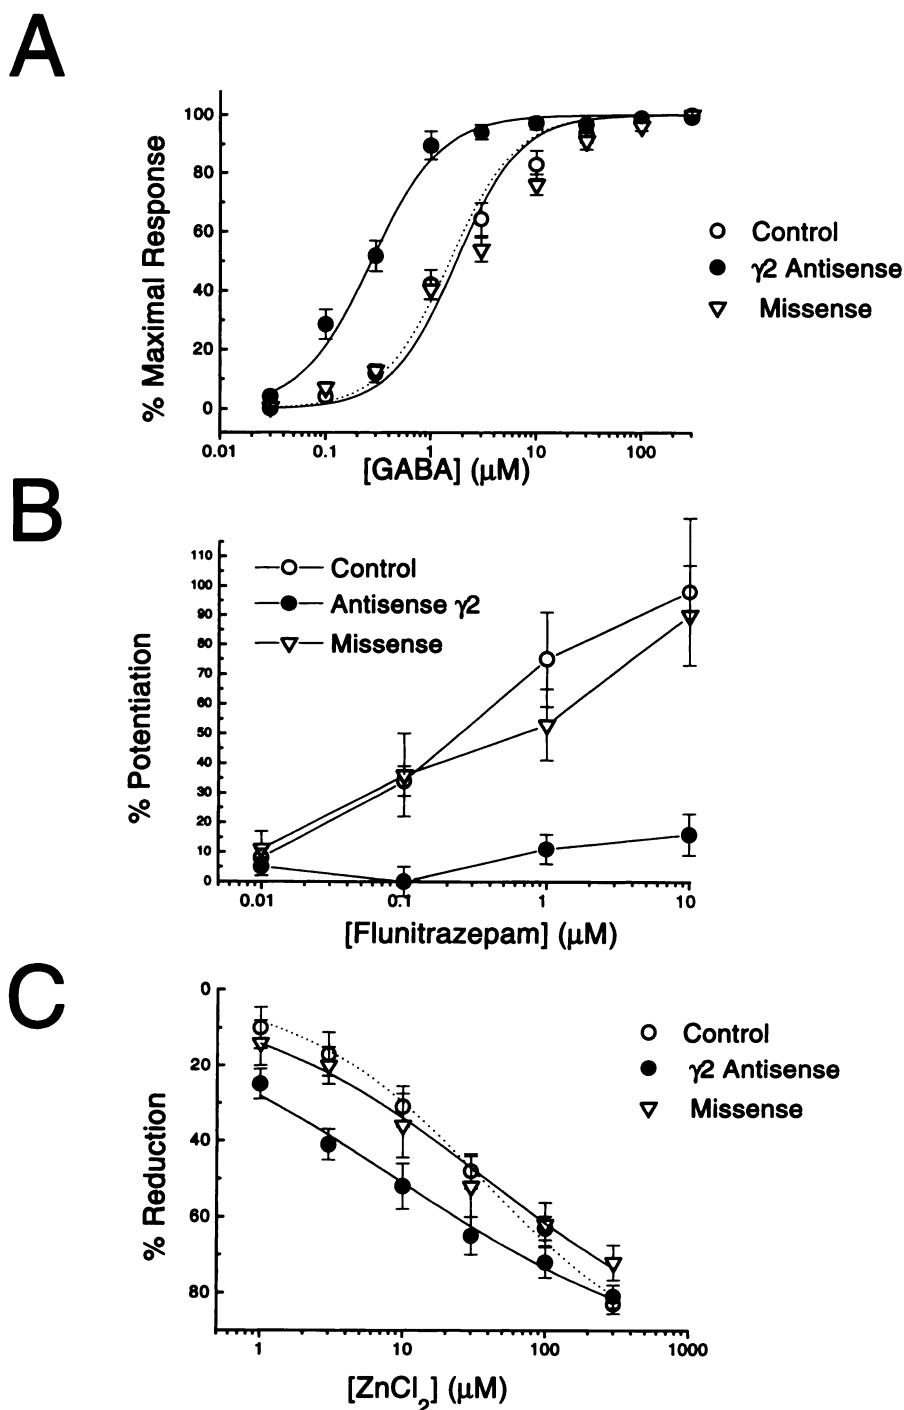 A
100
80
60
40
20
0
% Maximal Response
0.01 0.1 1 10 100
[GABA] (μM)
Control
γ2 Antisense
Missense
B
110
100
90
80
70
60
50
40
30
20
10
0
% Potentiation
Control
Antisense γ2
Missense
0.01 0.1 1 10
[Flunitrazepam] (μM)
C
0
20
40
60
80
% Reduction
Control
γ2 Antisense
Missense
1 10 100 1000
[ZnCl2] (μM)